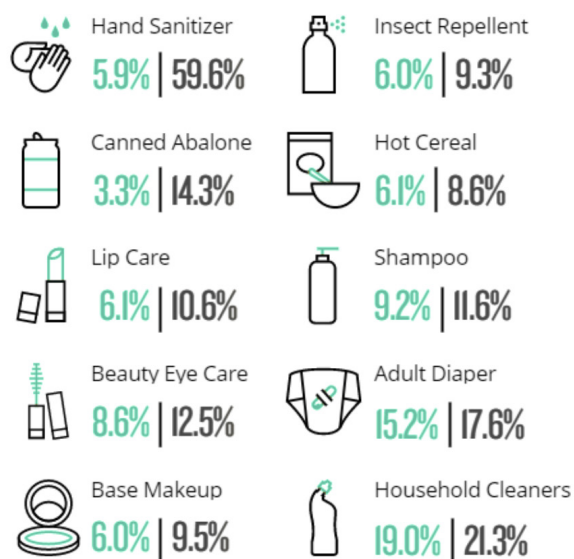 Hand Sanitizer
5.9% | 59.6%
Insect Repellent
6.0% | 9.3%
Canned Abalone
3.3% | 14.3%
Hot Cereal
6.1% | 8.6%
Lip Care
6.1% | 10.6%
Shampoo
9.2% | 11.6%
Beauty Eye Care
8.6% | 12.5%
Adult Diaper
15.2% | 17.6%
Base Makeup
6.0% | 9.5%
Household Cleaners
19.0% | 21.3%